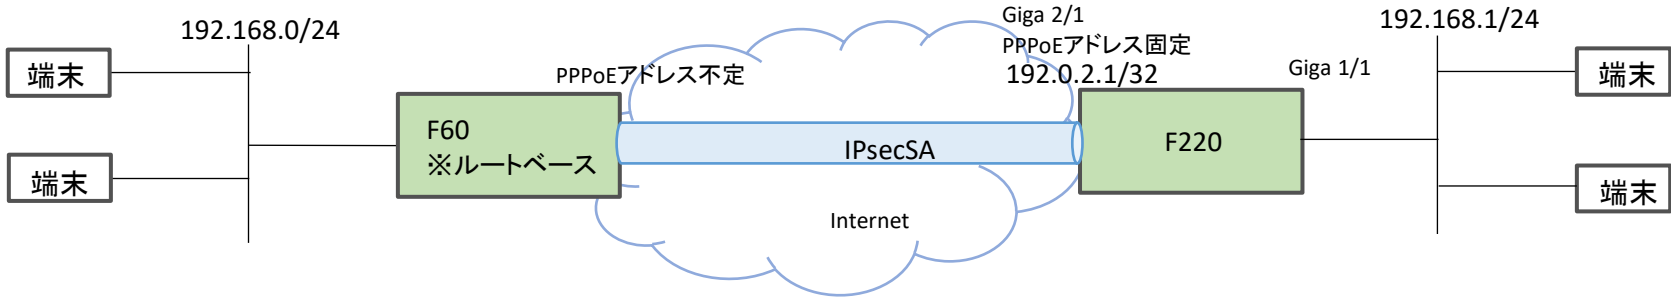 192.168.0/24
端末
端末
PPPoEアドレス不定
F60
※ルートベース
IPsecSA
Internet
Giga 2/1
PPPoEアドレス固定
192.0.2.1/32
F220
Giga 1/1
192.168.1/24
端末
端末